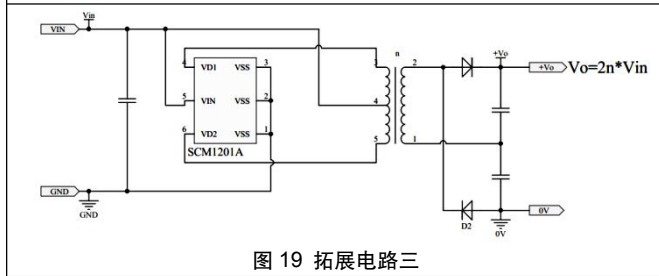 Vin
VIN
n
+Vo
+Vo
Vo=2n*Vin
4 VD1 VSS 3
5 VIN VSS 2
6 VD2 VSS 1
SCM1201A
3
4
5
2
1
GND
GND
D2
0V
0V
图 19 拓展电路三